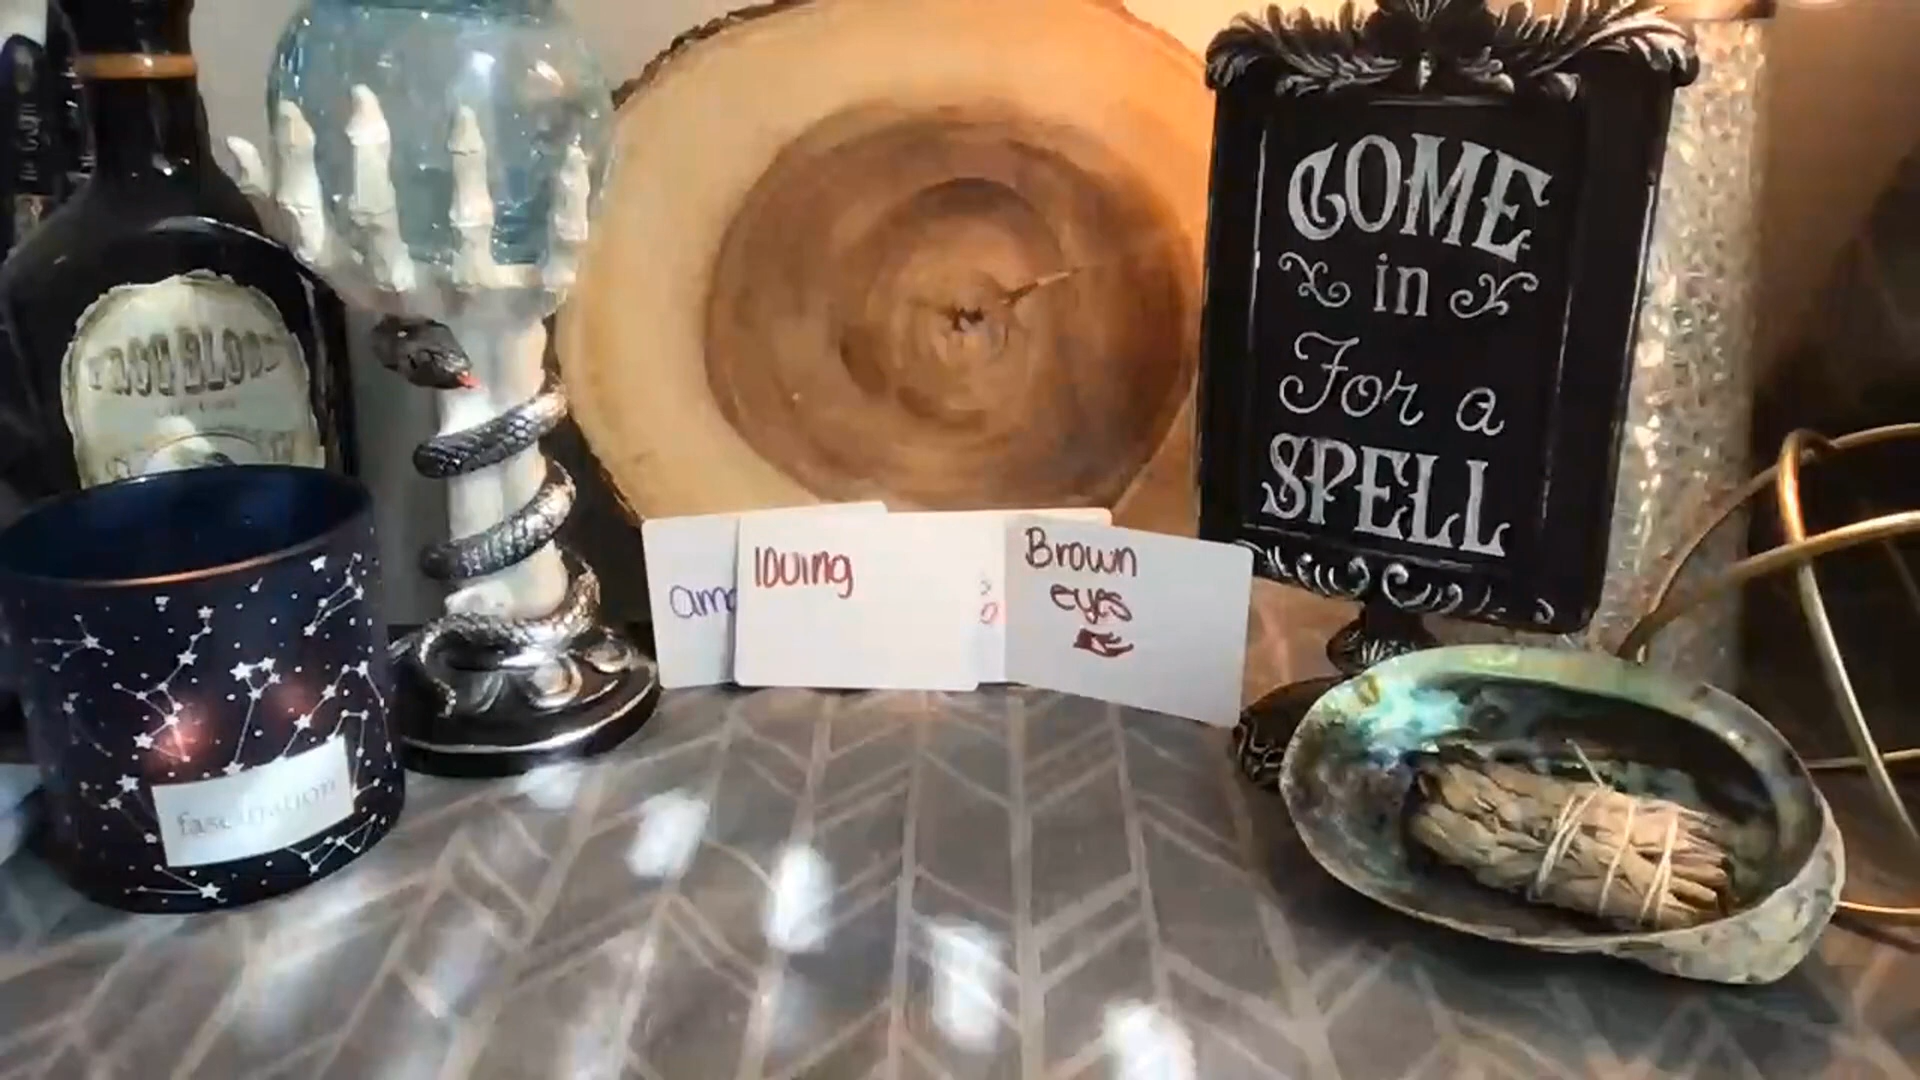 COME
in
For a
SPELL
loving
Brown
eyes
fascination